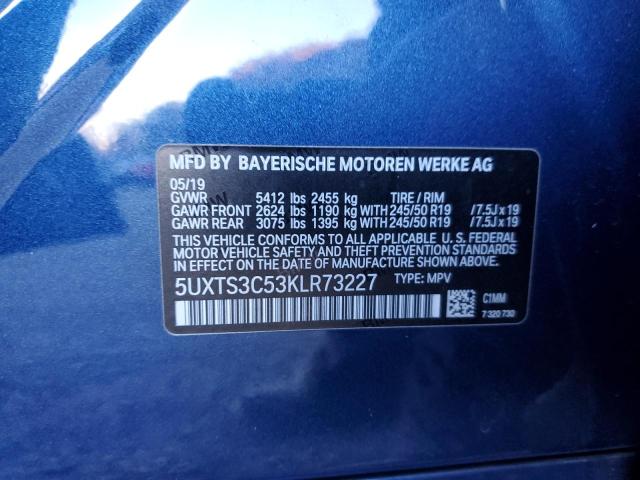 MFD BY BAYERISCHE MOTOREN WERKE AG
05/19
GVWR 5412 lbs 2455 kg TIRE / RIM
GAWR FRONT 2624 lbs 1190 kg WITH 245/50 R19 /7.5J x 19
GAWR REAR 3075 lbs 1395 kg WITH 245/50 R19 /7.5J x 19
THIS VEHICLE CONFORMS TO ALL APPLICABLE U. S. FEDERAL
MOTOR VEHICLE SAFETY, BUMPER, AND THEFT PREVENTION
STANDARDS IN EFFECT ON THE DATE OF MANUFACTURE
SHOWN ABOVE.
5UXTS3C53KLR73227 TYPE: MPV
C1MM
7 320 730